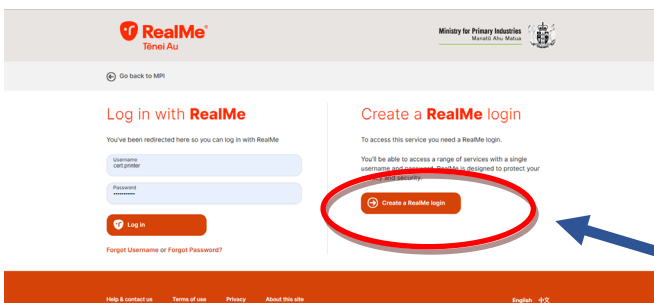 RealMe®
Tēnei Au
Ministry for Primary Industries
Manatū Ahu Matua
Go back to MPI
Log in with RealMe
You've been redirected here so you can log in with RealMe
Username
cert.printer
Password
•••••••••••
Log in
Forgot Username or Forgot Password?
Create a RealMe login
To access this service you need a RealMe login.
You'll be able to access a range of services with a single
username and password. RealMe is designed to protect your
and security.
Create a RealMe login
Help & contact us Terms of use Privacy About this site
English 中文